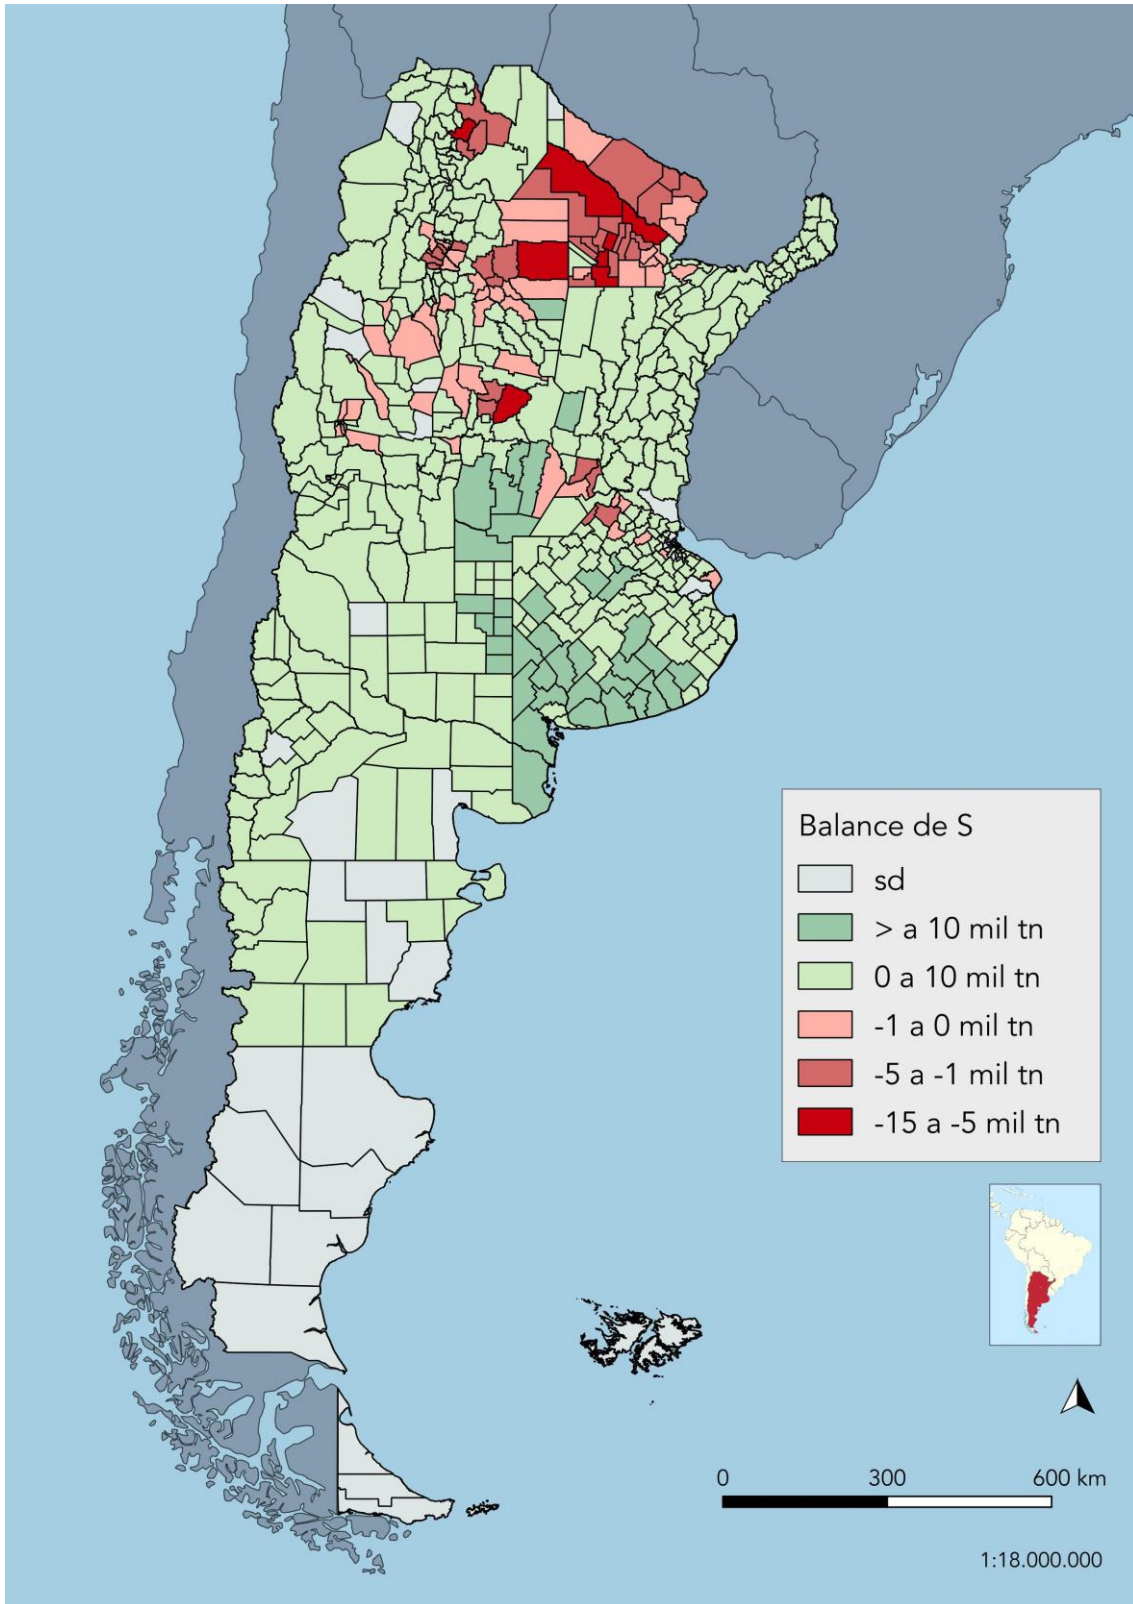 Balance de S
sd
> a 10 mil tn
0 a 10 mil tn
-1 a 0 mil tn
-5 a -1 mil tn
-15 a -5 mil tn
0 300 600 km
1:18.000.000